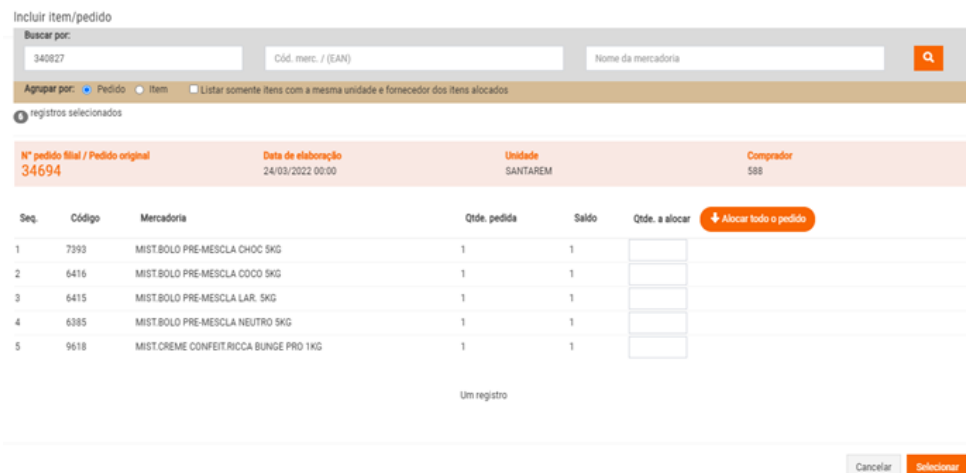 Incluir item/pedido
Buscar por:
340827 Cód. merc. / (EAN) Nome da mercadoria
Agrupar por: Pedido Item Listar somente itens com a mesma unidade e fornecedor dos itens alocados
6 registros selecionados
N° pedido filial / Pedido original Data de elaboração Unidade Comprador
34694 24/03/2022 00:00 SANTAREM 588
Seq. Código Mercadoria Qtde. pedida Saldo Qtde. a alocar Alocar todo o pedido
1 7393 MIST.BOLO PRE-MESCLA CHOC 5KG 1 1
2 6416 MIST.BOLO PRE-MESCLA COCO 5KG 1 1
3 6415 MIST.BOLO PRE-MESCLA LAR. 5KG 1 1
4 6385 MIST.BOLO PRE-MESCLA NEUTRO 5KG 1 1
5 9618 MIST.CREME CONFEIT.RICCA BUNGE PRO 1KG 1 1
Um registro
Cancelar Selecionar